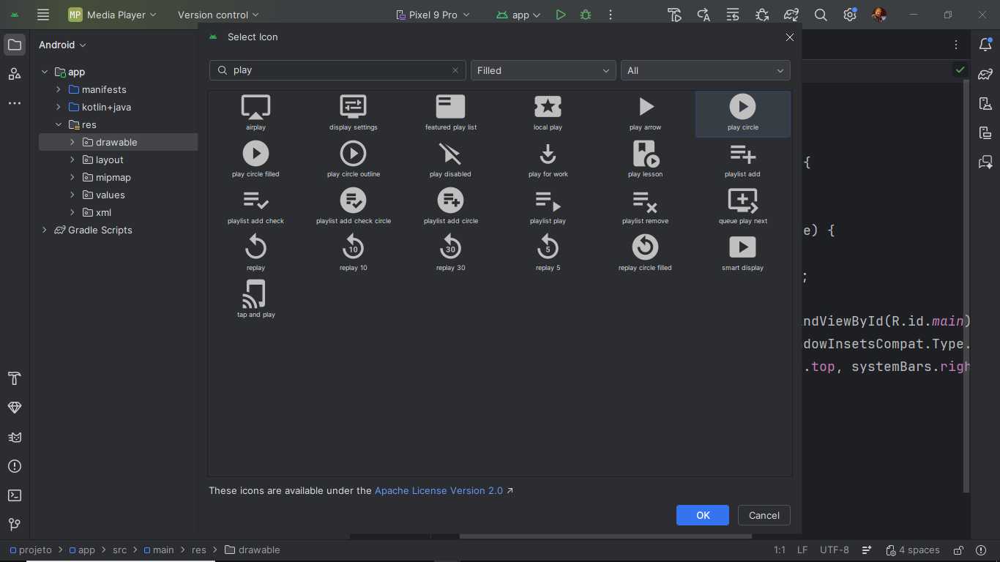 MP Media Player Version control Pixel 9 Pro app
Select Icon
Android
play Filled All
app
manifests
kotlin+java
res
drawable
layout
mipmap
values
xml
Gradle Scripts
airplay display settings featured play list local play play arrow play circle
play circle filled play circle outline play disabled play for work play lesson playlist add
playlist add check playlist add check circle playlist add circle playlist play playlist remove queue play next
10 30 5
replay replay 10 replay 30 replay 5 replay circle filled smart display
tap and play
{
e) {
;
ndViewById(R.id.main)
dowInsetsCompat.Type.
.top, systemBars.righ
These icons are available under the Apache License Version 2.0
OK Cancel
projeto > app > src > main > res > drawable 1:1 LF UTF-8 4 spaces